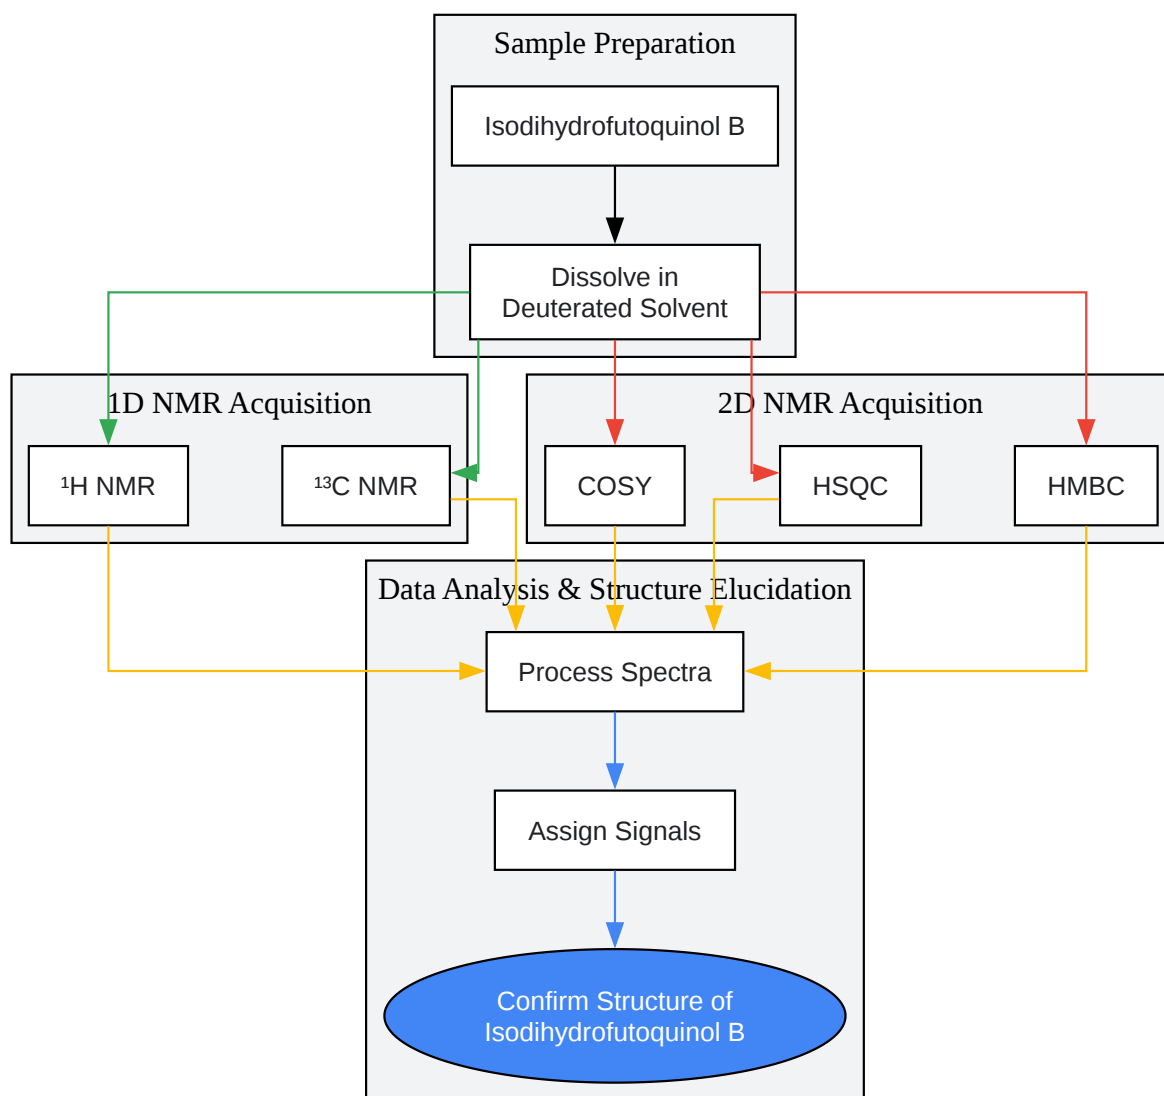 Sample Preparation
Isodihydrofutoquinol B
Dissolve in
Deuterated Solvent
1D NMR Acquisition
2D NMR Acquisition
¹H NMR
¹³C NMR
COSY
HSQC
HMBC
Data Analysis & Structure Elucidation
Process Spectra
Assign Signals
Confirm Structure of
Isodihydrofutoquinol B